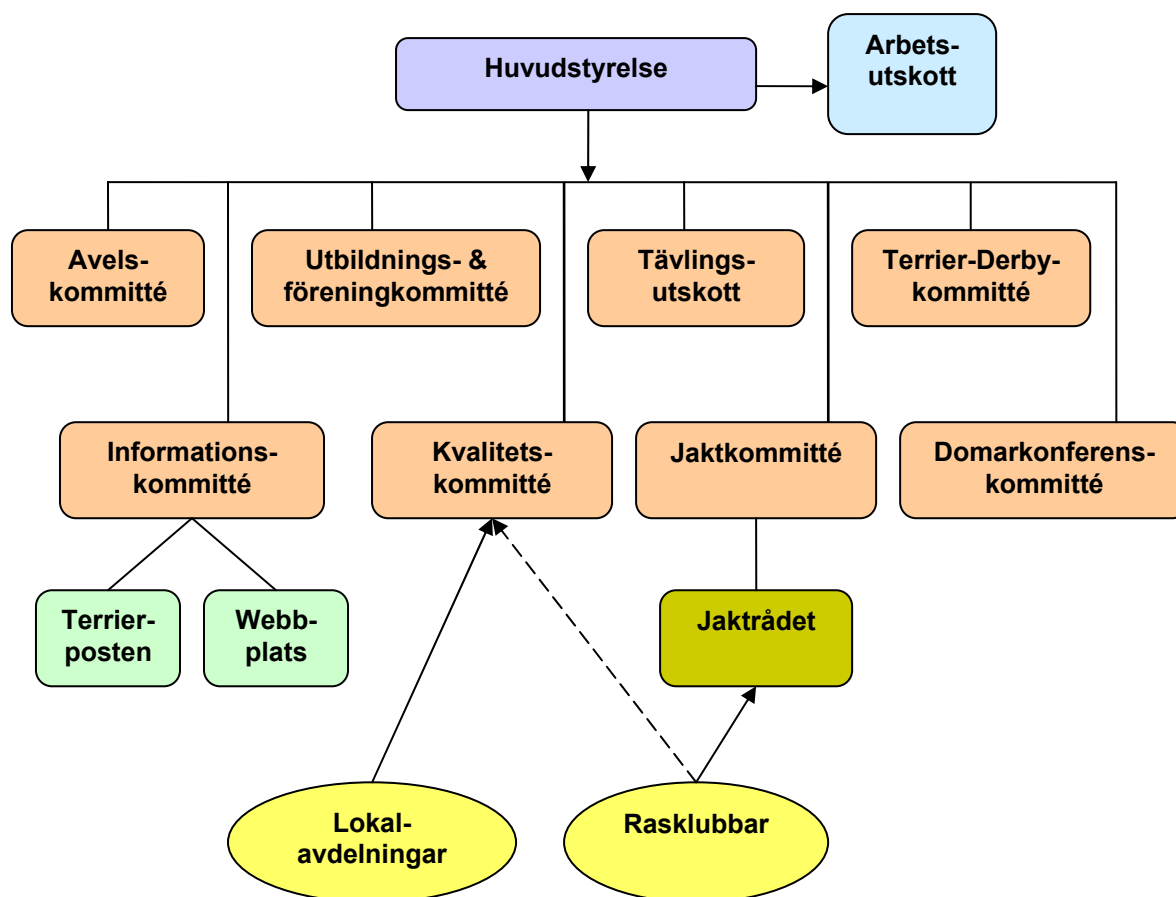 Huvudstyrelse
Arbets-
utskott
Avels-
kommitté
Utbildnings- &
föreningkommitté
Tävlings-
utskott
Terrier-Derby-
kommitté
Informations-
kommitté
Kvalitets-
kommitté
Jaktkommitté
Domarkonferens-
kommitté
Terrier-
posten
Webb-
plats
Jaktrådet
Lokal-
avdelningar
Rasklubbar